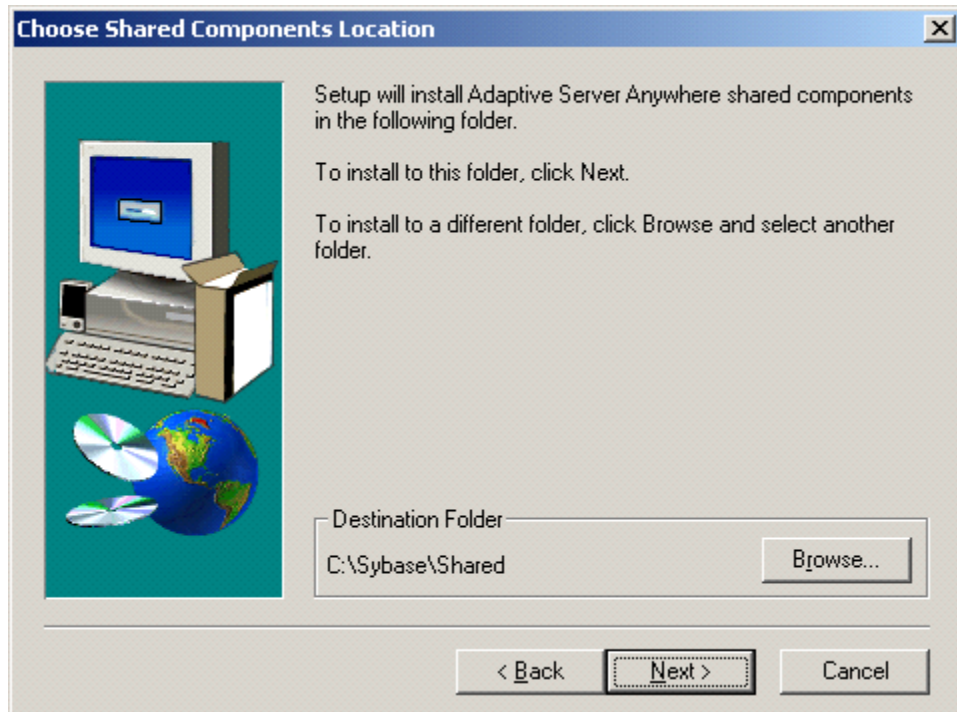 Choose Shared Components Location
Setup will install Adaptive Server Anywhere shared components
in the following folder.
To install to this folder, click Next.
To install to a different folder, click Browse and select another
folder.
Destination Folder
C:\Sybase\Shared
Browse...
< Back
Next >
Cancel